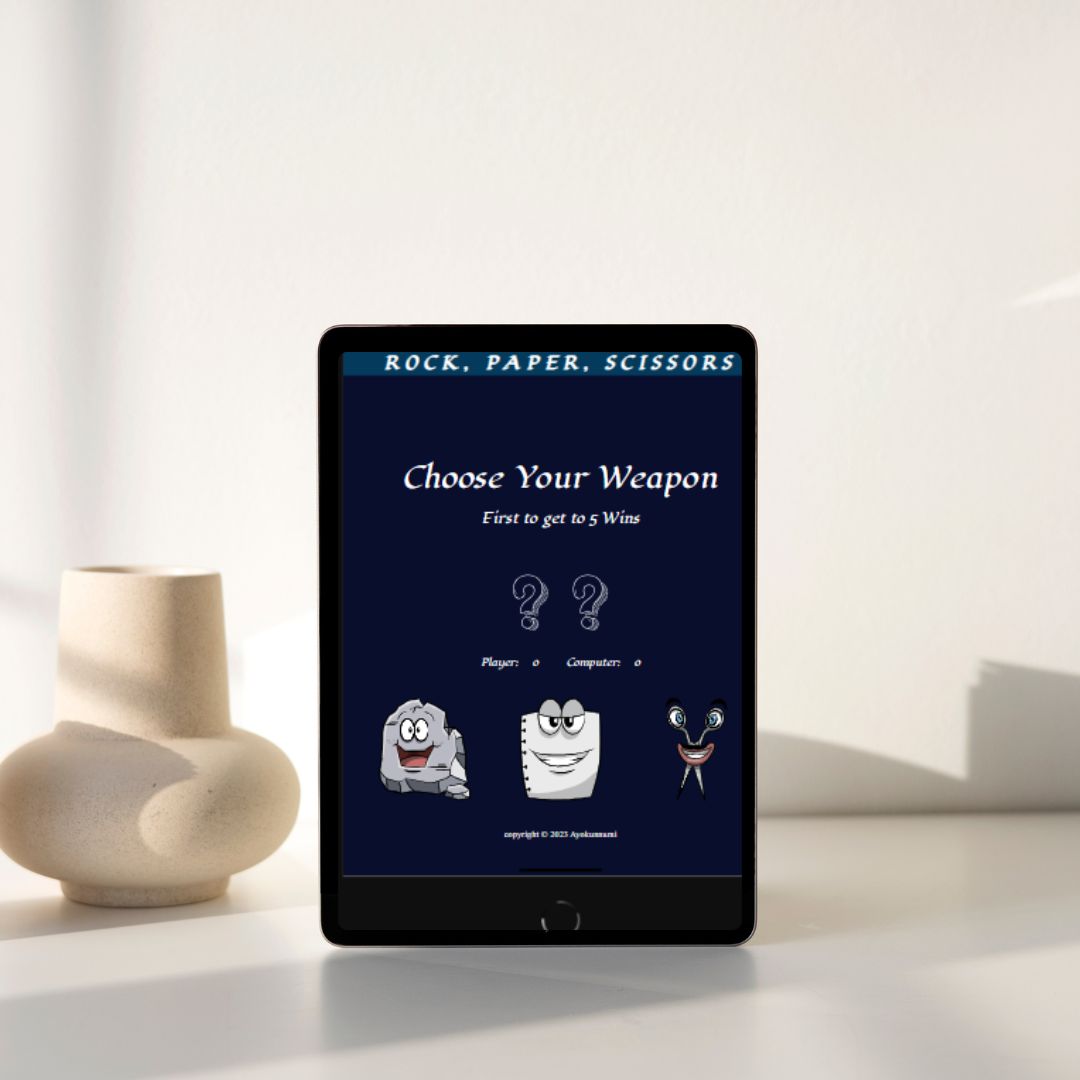 ROCK, PAPER, SCISSORS
Choose Your Weapon
First to get to 5 Wins
? ?
Player: 0 Computer: 0
copyright © 2023 Ayokunnumi